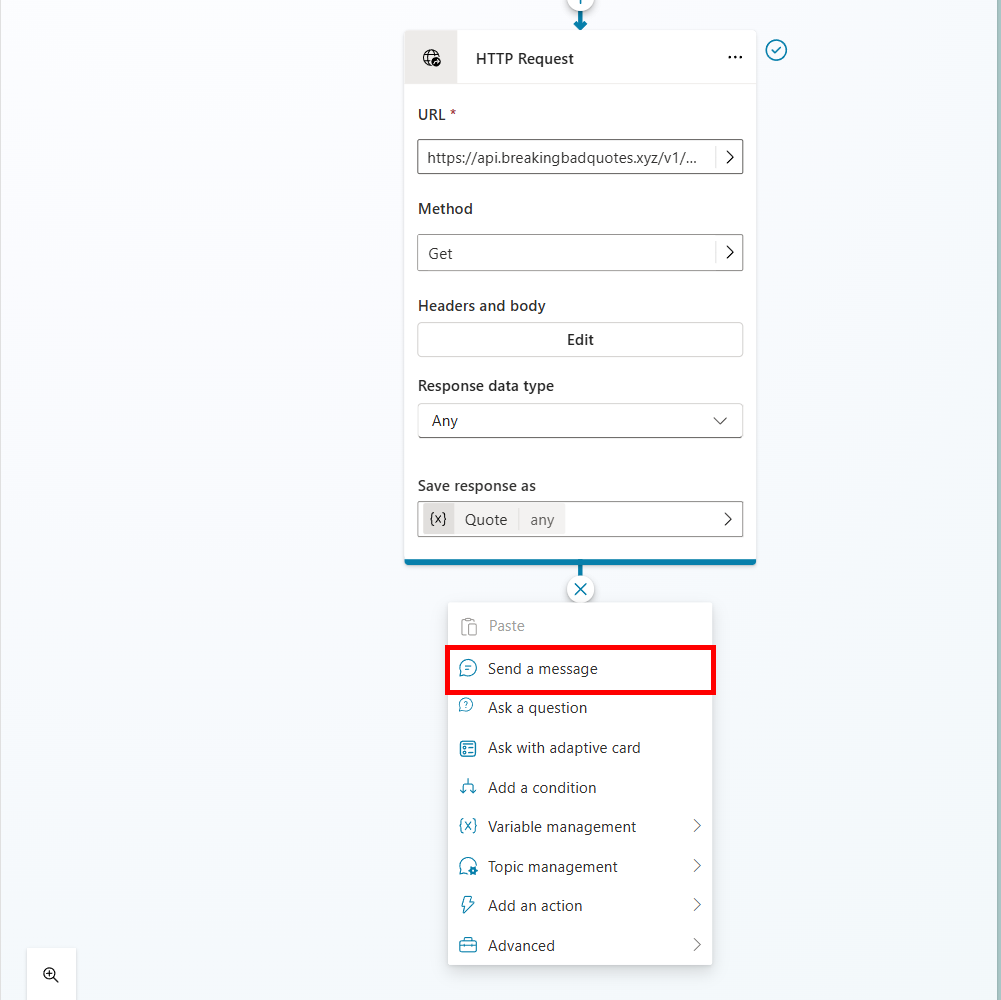 HTTP Request
URL *
https://api.breakingbadquotes.xyz/v1/...
Method
Get
Headers and body
Edit
Response data type
Any
Save response as
{x} Quote any
Paste
Send a message
Ask a question
Ask with adaptive card
Add a condition
{x} Variable management
Topic management
Add an action
Advanced